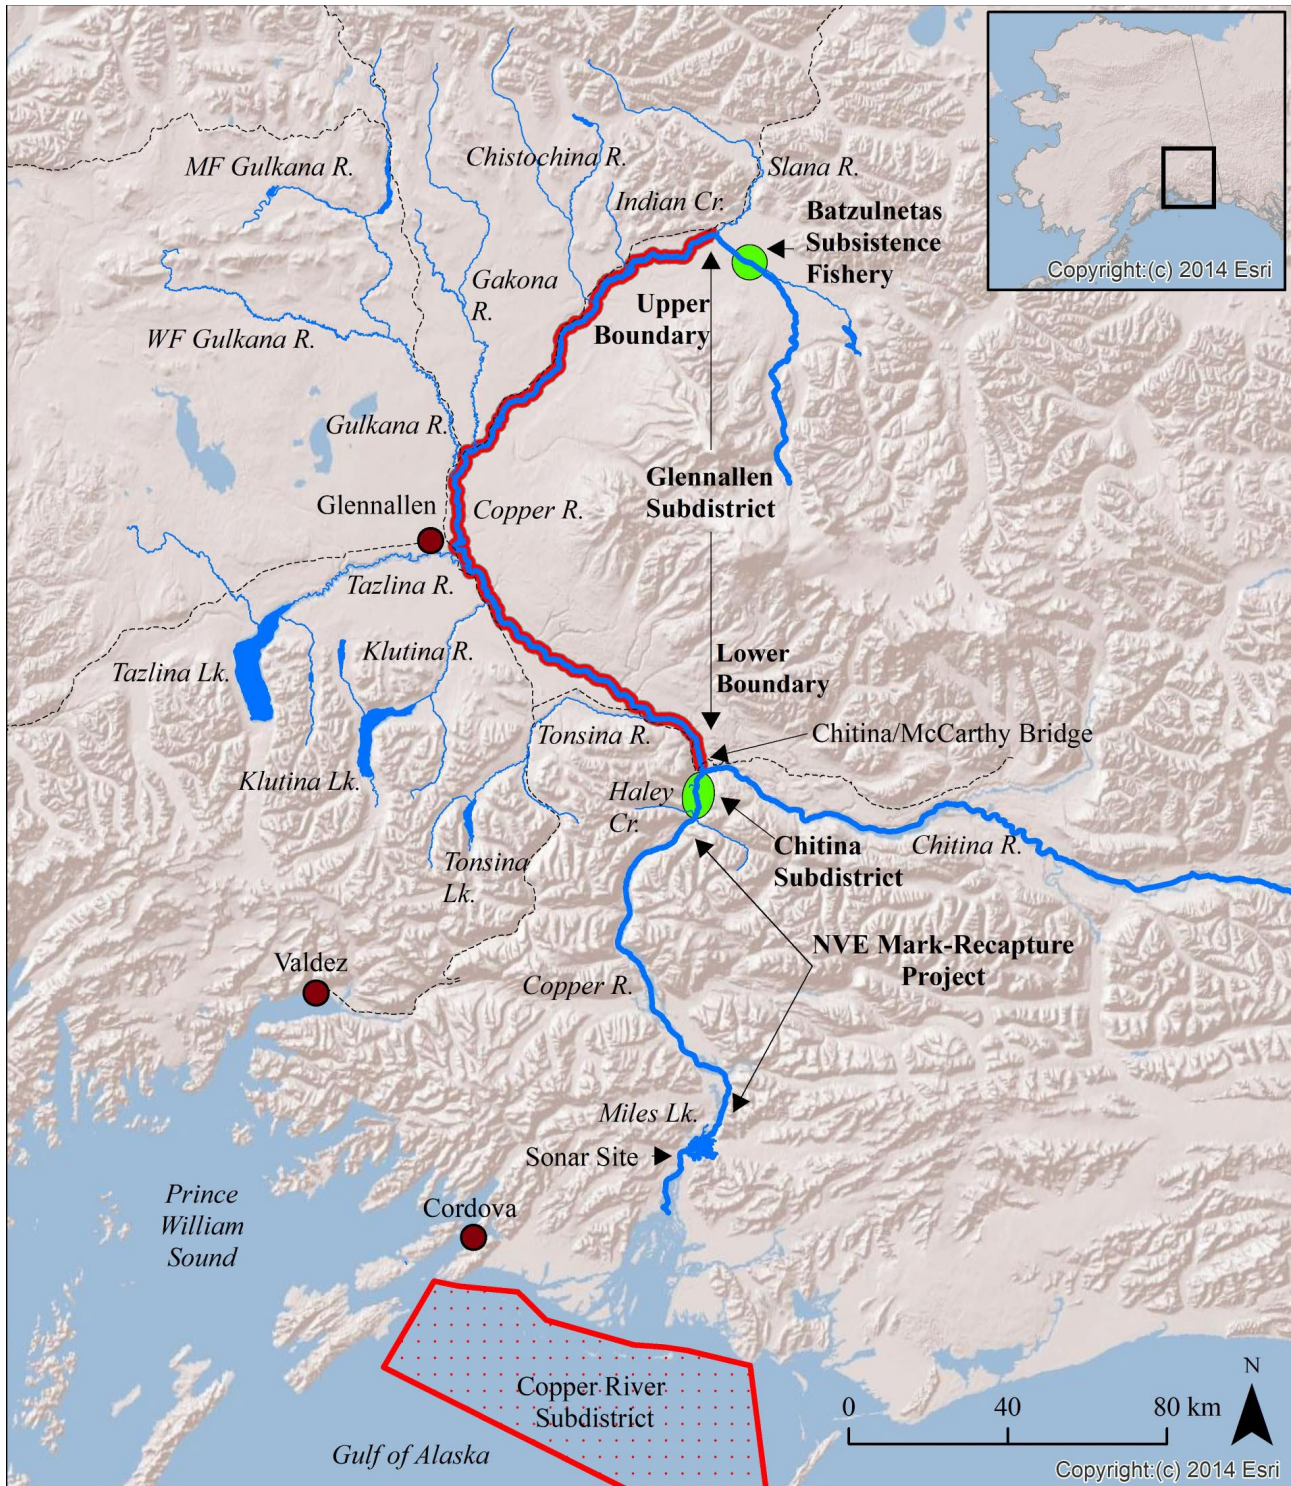 Copyright:(c) 2014 Esri
MF Gulkana R.
Chistochina R.
Slana R.
Indian Cr.
Batzulnetas
Subsistence
Fishery
Gakona
R.
Upper
Boundary
WF Gulkana R.
Gulkana R.
Glennallen
Subdistrict
Glennallen
Copper R.
Tazlina R.
Klutina R.
Tazlina Lk.
Lower
Boundary
Tonsina R.
Chitina/McCarthy Bridge
Klutina Lk.
Haley
Cr.
Chitina
Subdistrict
Chitina R.
Tonsina
Lk.
NVE Mark-Recapture
Project
Valdez
Copper R.
Miles Lk.
Sonar Site
Prince
William
Sound
Cordova
Copper River
Subdistrict
Gulf of Alaska
N
0 40 80 km
Copyright:(c) 2014 Esri